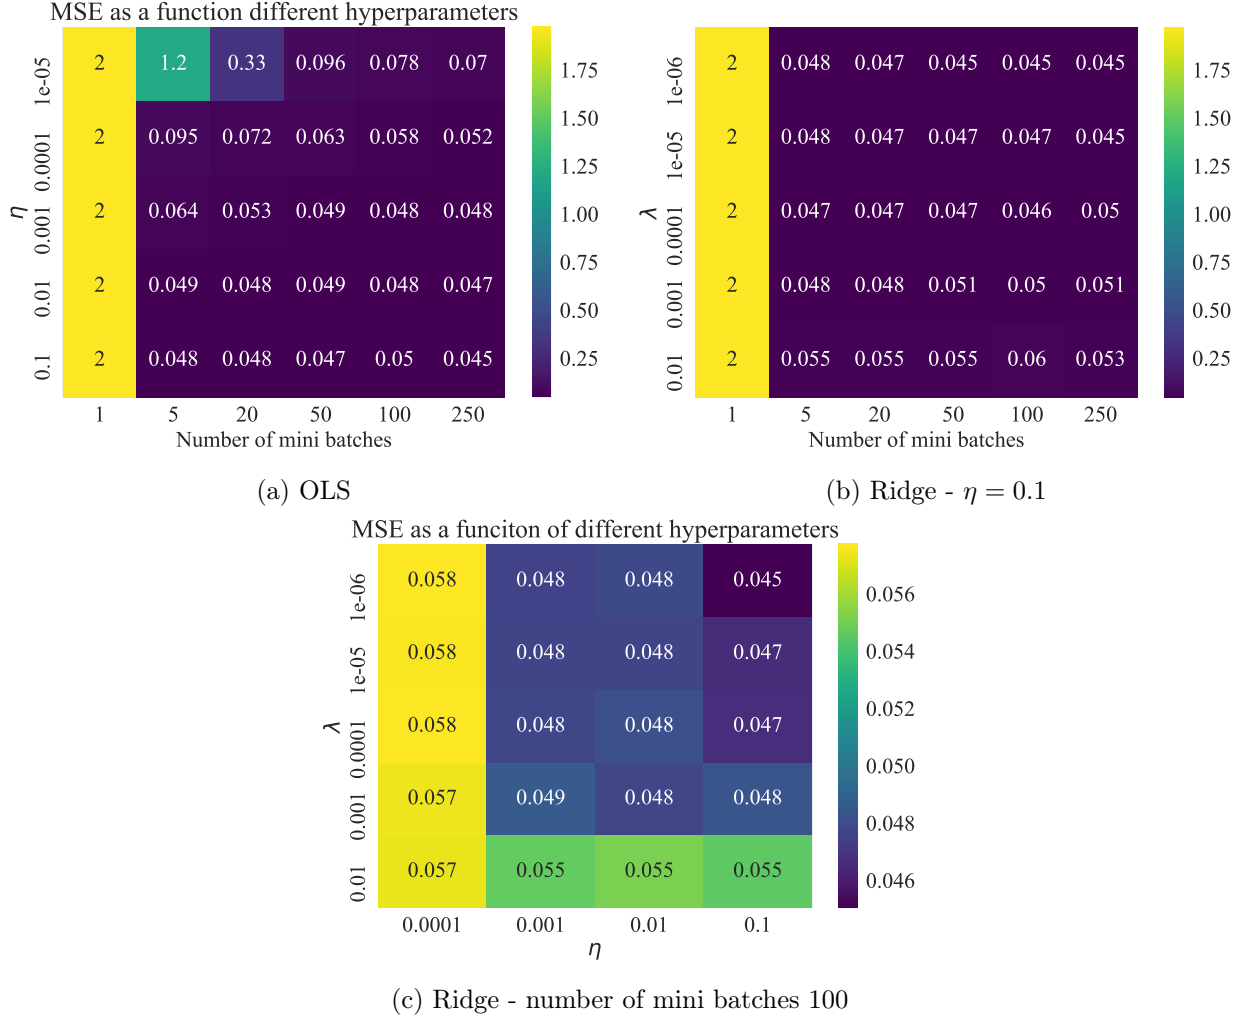 MSE as a function different hyperparameters
1e-05 2 1.2 0.33 0.096 0.078 0.07
0.0001 2 0.095 0.072 0.063 0.058 0.052
0.001 2 0.064 0.053 0.049 0.048 0.048
0.01 2 0.049 0.048 0.049 0.048 0.047
0.1 2 0.048 0.048 0.047 0.05 0.045
η
1 5 20 50 100 250
Number of mini batches
1.75
1.50
1.25
1.00
0.75
0.50
0.25
(a) OLS
1e-06 2 0.048 0.047 0.045 0.045 0.045
1e-05 2 0.048 0.047 0.047 0.047 0.045
0.0001 2 0.047 0.047 0.047 0.046 0.05
0.001 2 0.048 0.048 0.051 0.05 0.051
0.01 2 0.055 0.055 0.055 0.06 0.053
λ
1 5 20 50 100 250
Number of mini batches
1.75
1.50
1.25
1.00
0.75
0.50
0.25
(b) Ridge - η = 0.1
MSE as a funciton of different hyperparameters
1e-06 0.058 0.048 0.048 0.045
1e-05 0.058 0.048 0.048 0.047
0.0001 0.058 0.048 0.048 0.047
0.001 0.057 0.049 0.048 0.048
0.01 0.057 0.055 0.055 0.055
λ
0.0001 0.001 0.01 0.1
η
0.056
0.054
0.052
0.050
0.048
0.046
(c) Ridge - number of mini batches 100